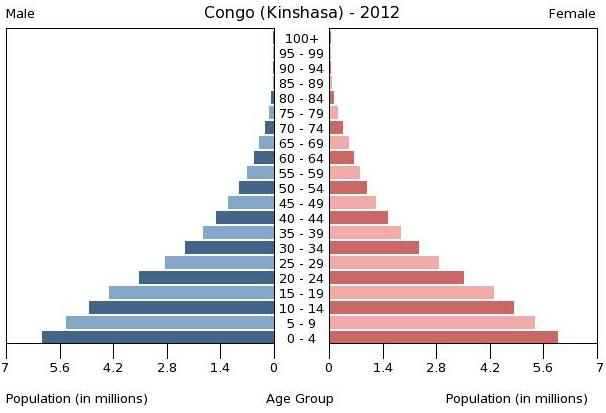 Male Congo (Kinshasa) - 2012 Female
100+
95 - 99
90 - 94
85 - 89
80 - 84
75 - 79
70 - 74
65 - 69
60 - 64
55 - 59
50 - 54
45 - 49
40 - 44
35 - 39
30 - 34
25 - 29
20 - 24
15 - 19
10 - 14
5 - 9
0 - 4
7 5.6 4.2 2.8 1.4 0 0 1.4 2.8 4.2 5.6 7
Population (in millions) Age Group Population (in millions)